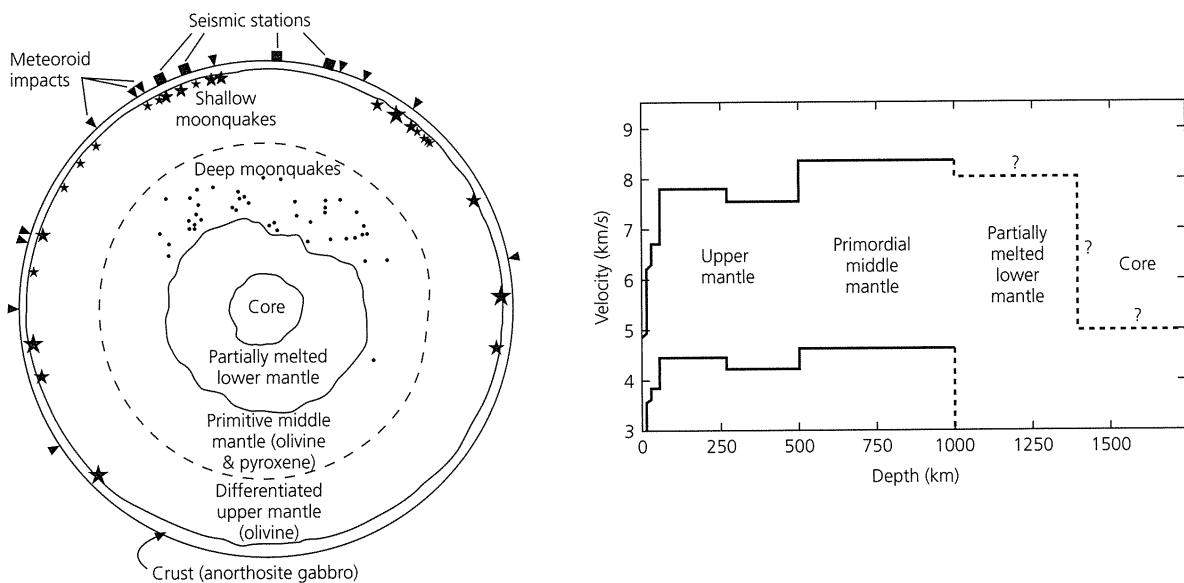 Seismic stations
Meteoroid
impacts
Shallow
moonquakes
Deep moonquakes
Core
Partially melted
lower mantle
Primitive middle
mantle (olivine
& pyroxene)
Differentiated
upper mantle
(olivine)
Crust (anorthosite gabbro)
9
8
7
6
5
4
3
Velocity (km/s)
?
Upper
mantle
Primordial
middle
mantle
Partially
melted
lower
mantle
?
Core
?
0 250 500 750 1000 1250 1500
Depth (km)